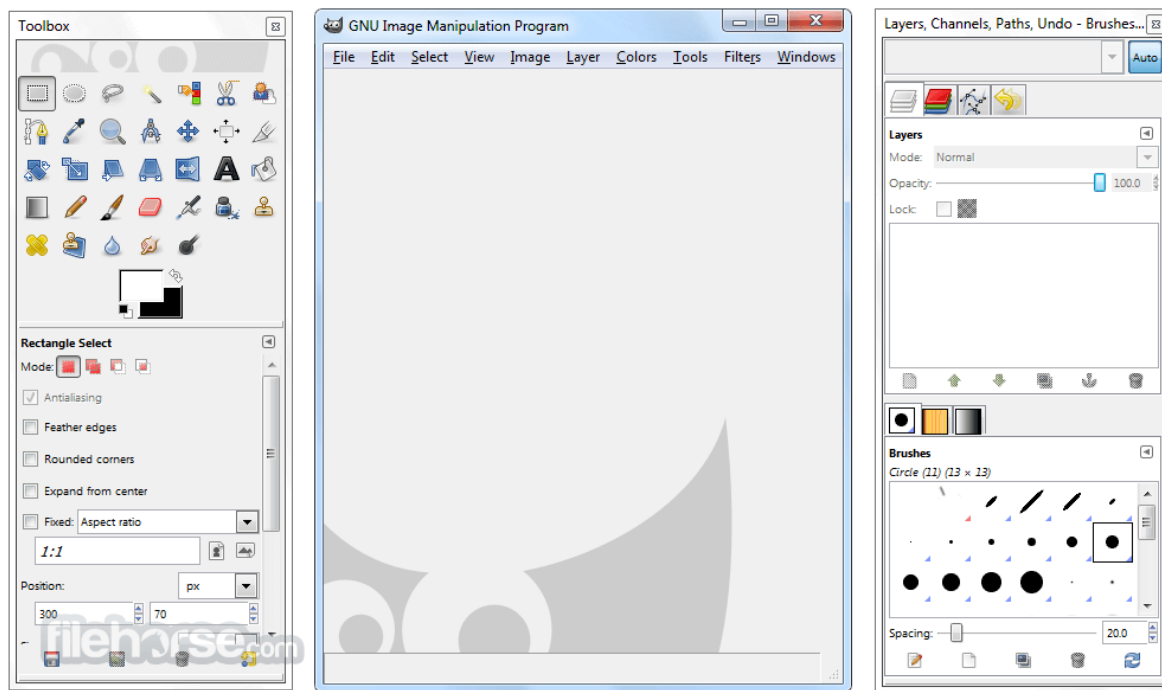 Toolbox
Rectangle Select
Mode:
Antialiasing
Feather edges
Rounded corners
Expand from center
Fixed: Aspect ratio
1:1
Position: px
300 70
filehorse.com
GNU Image Manipulation Program
File Edit Select View Image Layer Colors Tools Filters Windows
Layers, Channels, Paths, Undo - Brushes...
Auto
Layers
Mode: Normal
Opacity: 100.0
Lock:
Brushes
Circle (11) (13 × 13)
Spacing: 20.0